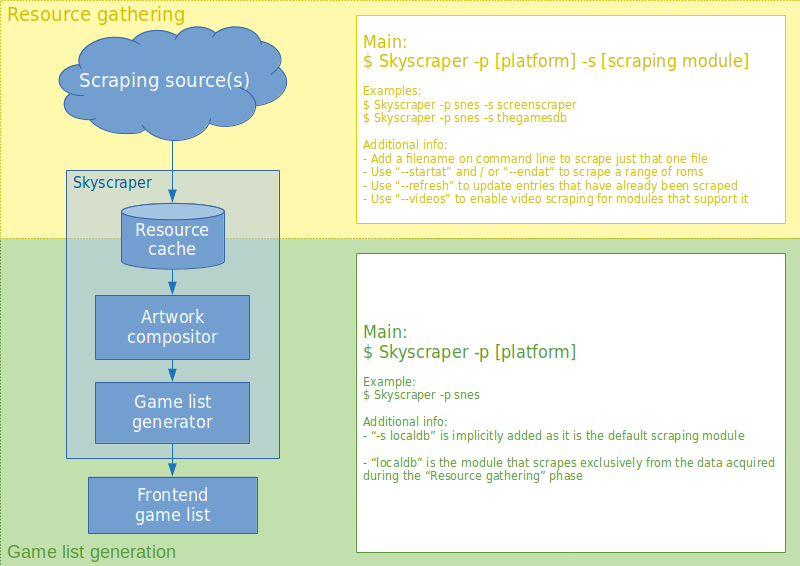 Resource gathering
Scraping source(s)
Skyscraper
Resource
cache
Artwork
compositor
Game list
generator
Frontend
game list
Game list generation
Main:
$ Skyscraper -p [platform] -s [scraping module]
Examples:
$ Skyscraper -p snes -s screenscraper
$ Skyscraper -p snes -s thegamesdb
Additional info:
- Add a filename on command line to scrape just that one file
- Use “--startat” and / or “--endat” to scrape a range of roms
- Use “--refresh” to update entries that have already been scraped
- Use “--videos” to enable video scraping for modules that support it
Main:
$ Skyscraper -p [platform]
Example:
$ Skyscraper -p snes
Additional info:
- “-s localdb” is implicitly added as it is the default scraping module
- “localdb” is the module that scrapes exclusively from the data acquired
during the “Resource gathering” phase